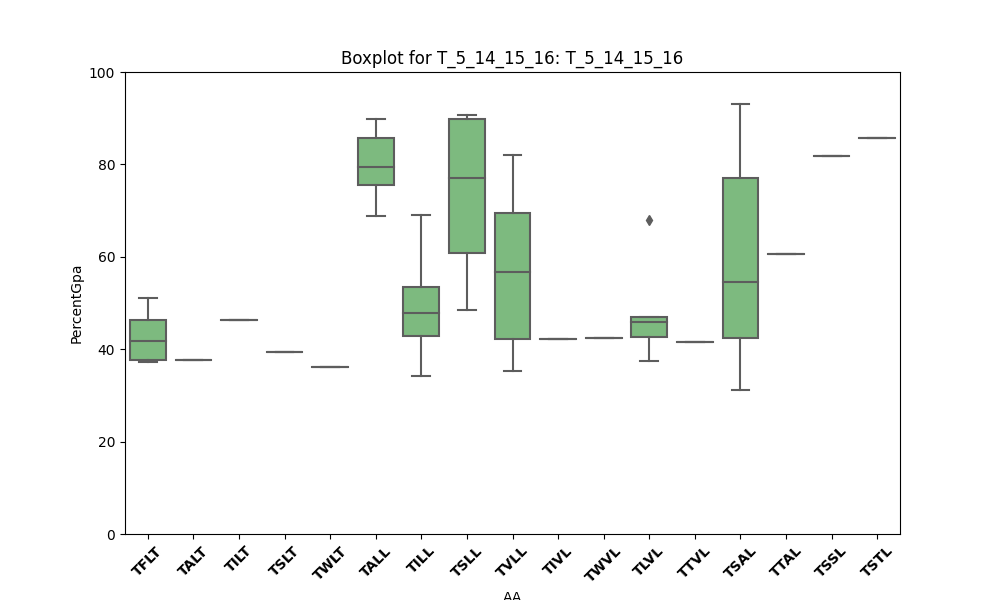 Boxplot for T_5_14_15_16: T_5_14_15_16
PercentGpa
100
80
60
40
20
0
TFLT TALT TILT TSLT TWLT TALL TILL TSLL TVLL TIVL TWVL TLVL TTVL TSAL TTAL TSSL TSTL
AA